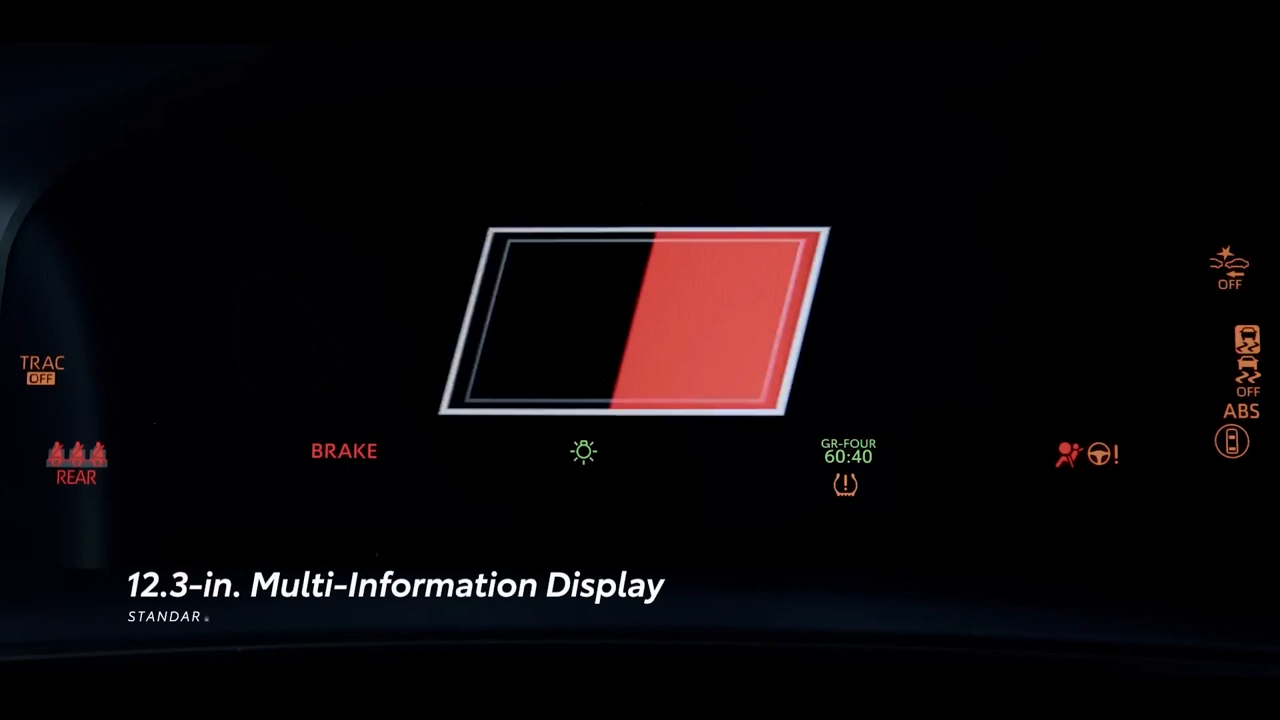 OFF
TRAC
OFF
OFF
ABS
REAR
BRAKE
GR-FOUR
60:40
12.3-in. Multi-Information Display
STANDAR